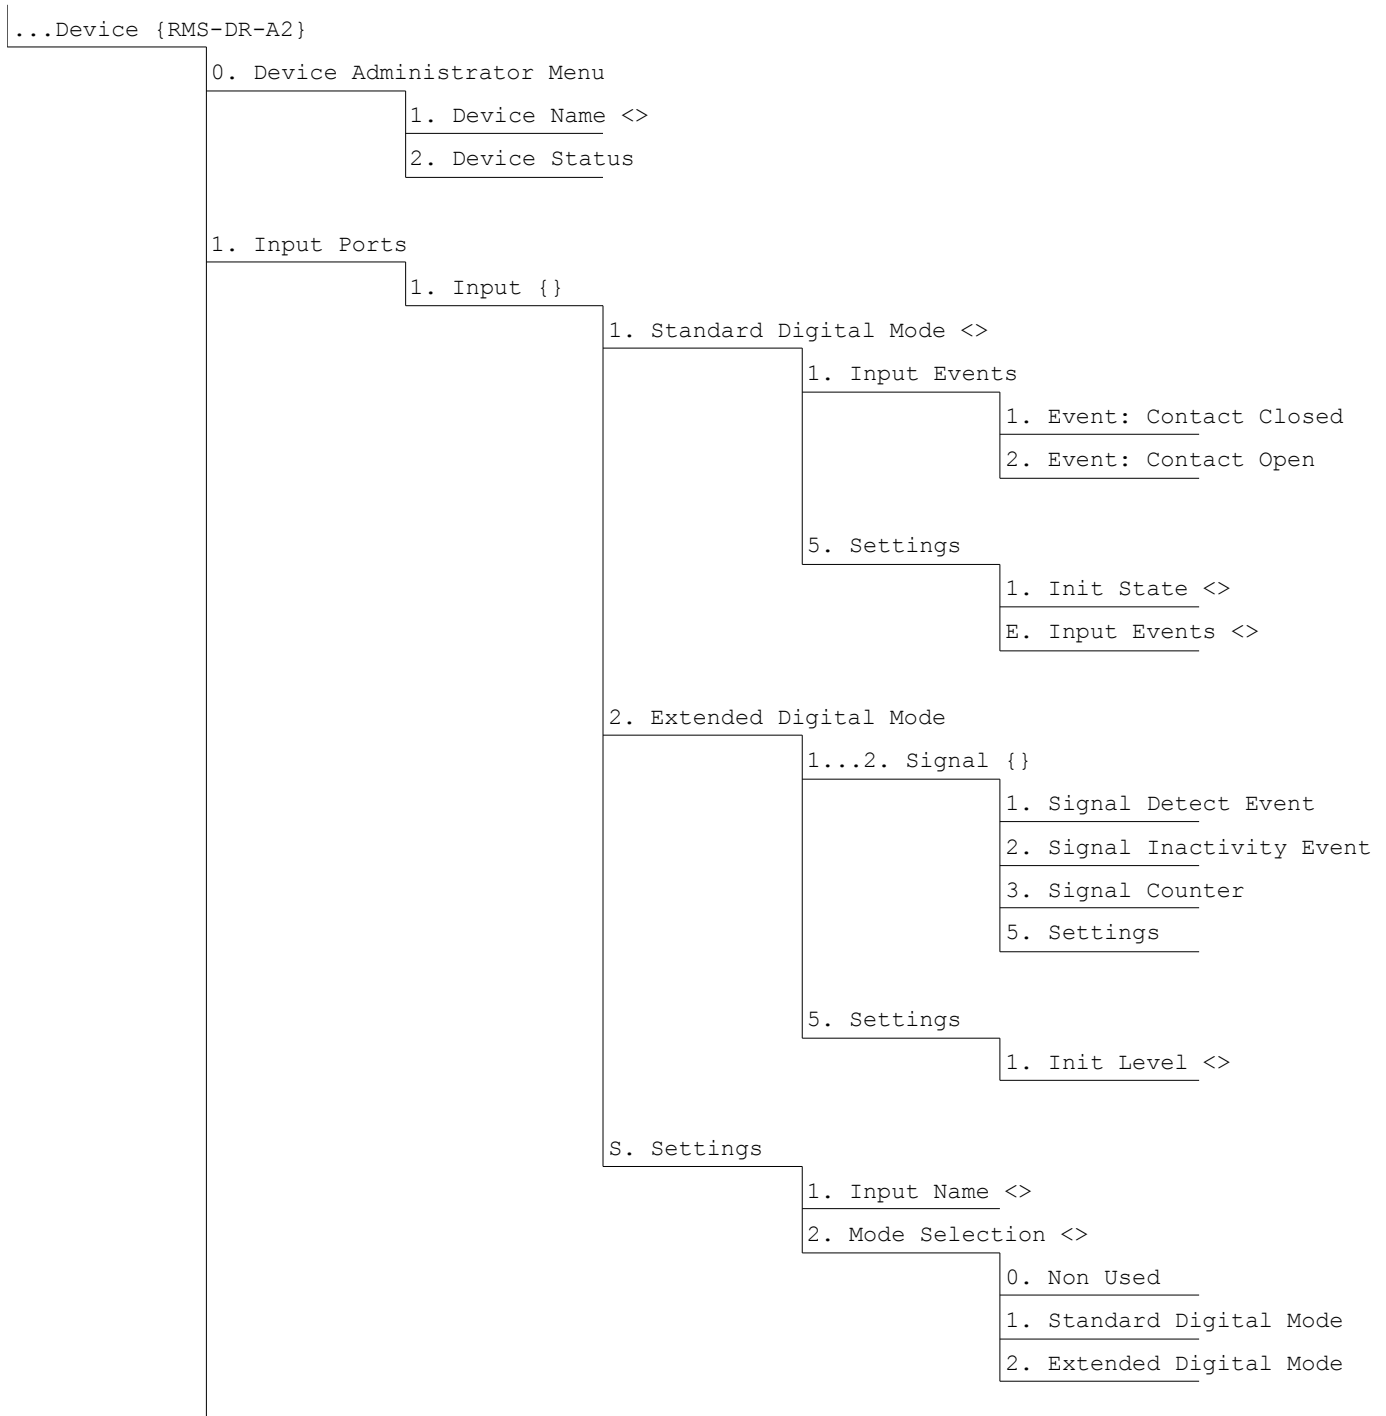 ...Device {RMS-DR-A2}
0. Device Administrator Menu
1. Device Name <>
2. Device Status
1. Input Ports
1. Input {}
1. Standard Digital Mode <>
1. Input Events
1. Event: Contact Closed
2. Event: Contact Open
5. Settings
1. Init State <>
E. Input Events <>
2. Extended Digital Mode
1...2. Signal {}
1. Signal Detect Event
2. Signal Inactivity Event
3. Signal Counter
5. Settings
5. Settings
1. Init Level <>
S. Settings
1. Input Name <>
2. Mode Selection <>
0. Non Used
1. Standard Digital Mode
2. Extended Digital Mode